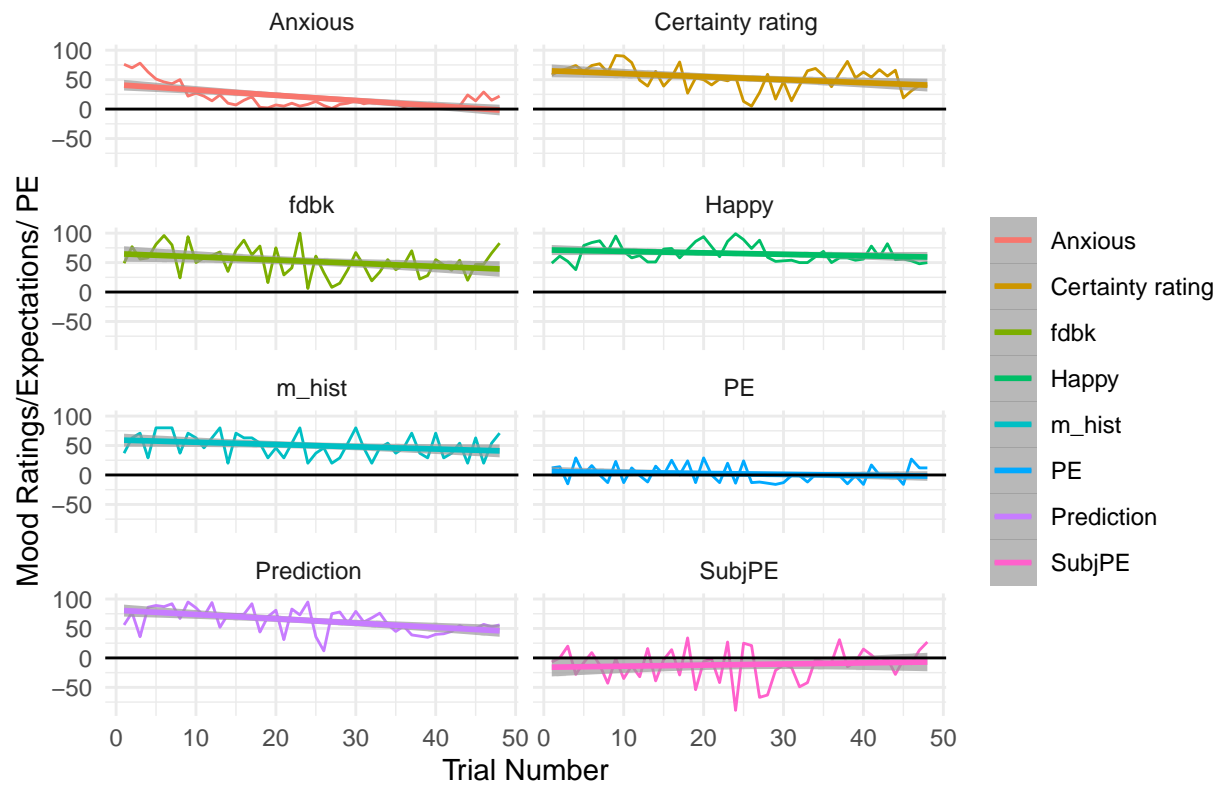 Anxious
Certainty rating
100
50
0
−50
fdbk
Happy
100
50
0
−50
m_hist
PE
100
50
0
−50
Prediction
SubjPE
100
50
0
−50
0 10 20 30 40 50 0 10 20 30 40 50
Trial Number
Mood Ratings/Expectations/ PE
Anxious
Certainty rating
fdbk
Happy
m_hist
PE
Prediction
SubjPE